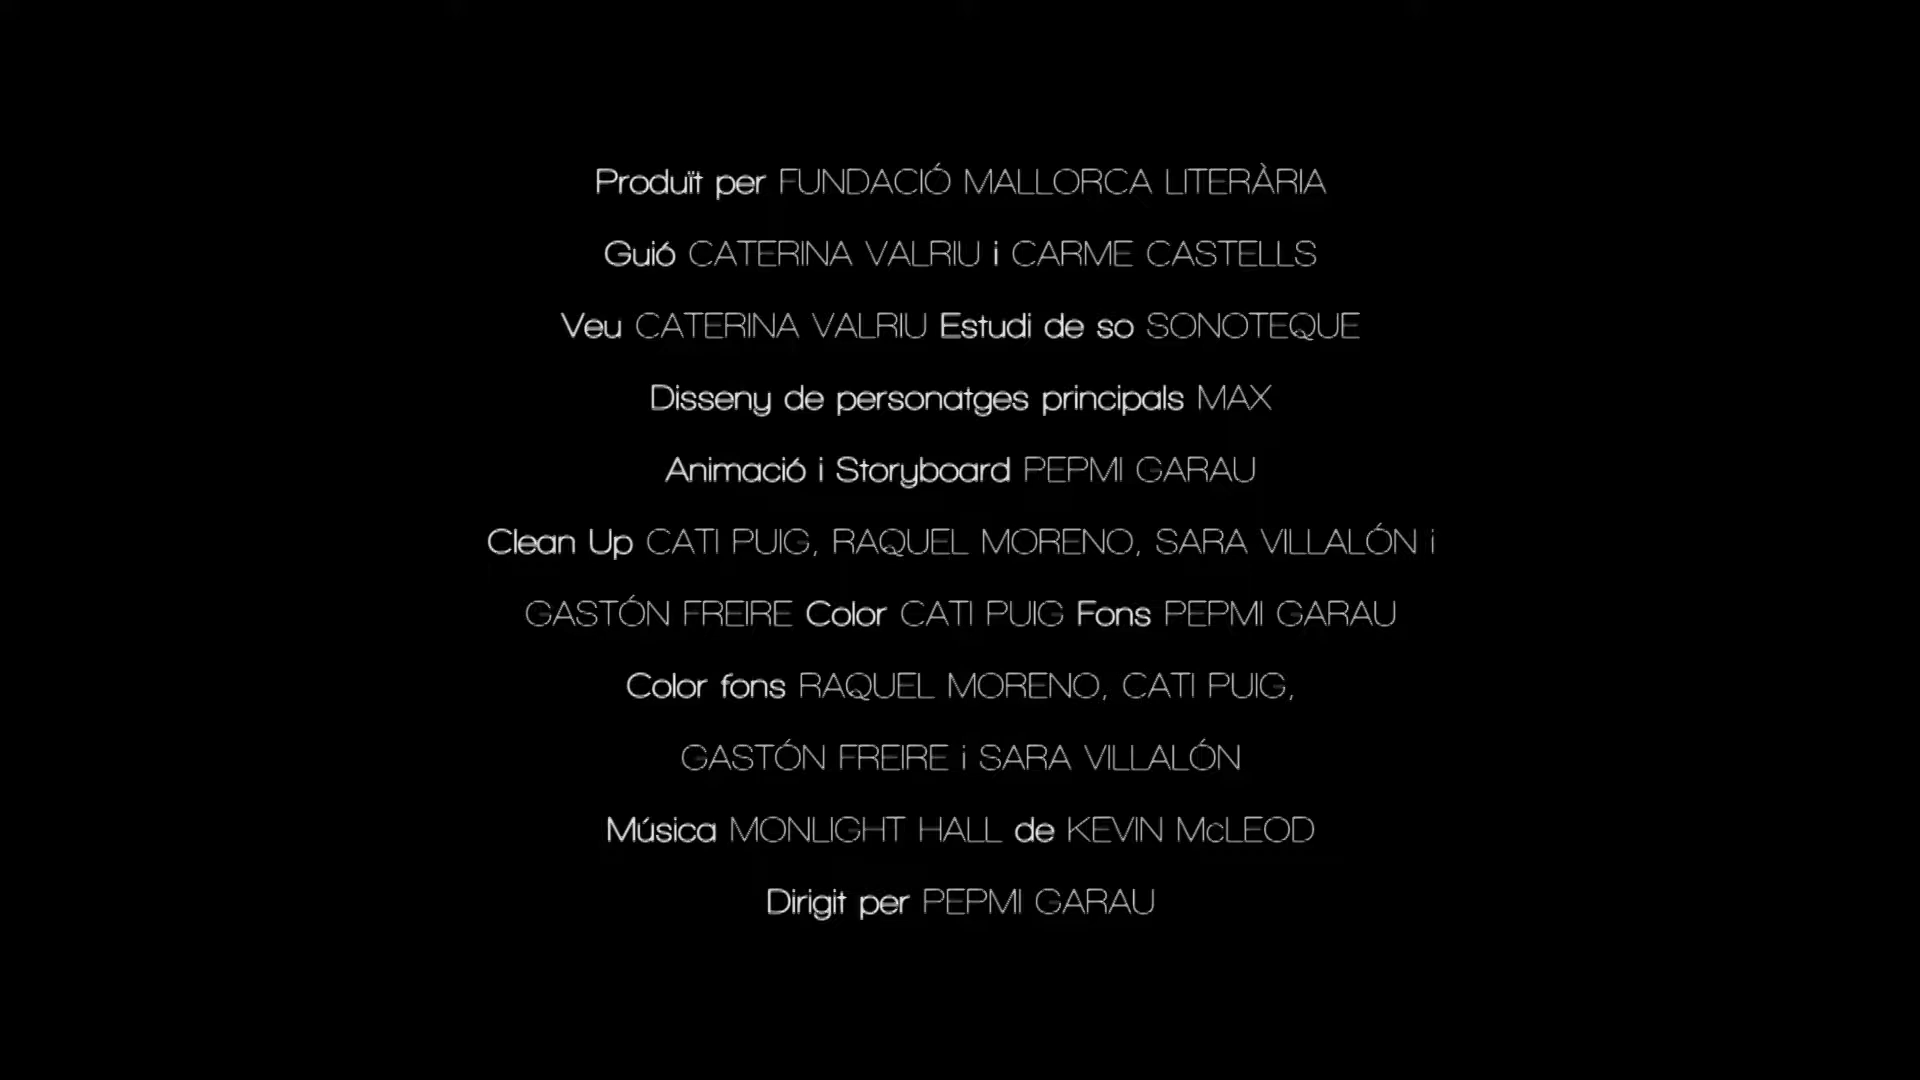 Produït per FUNDACIÓ MALLORCA LITERÀRIA
Guió CATERINA VALRIU i CARME CASTELLS
Veu CATERINA VALRIU Estudi de so SONOTEQUE
Disseny de personatges principals MAX
Animació i Storyboard PEPMI GARAU
Clean Up CATI PUIG, RAQUEL MORENO, SARA VILLALÓN i
GASTÓN FREIRE Color CATI PUIG Fons PEPMI GARAU
Color fons RAQUEL MORENO, CATI PUIG,
GASTÓN FREIRE i SARA VILLALÓN
Música MONLIGHT HALL de KEVIN McLEOD
Dirigit per PEPMI GARAU